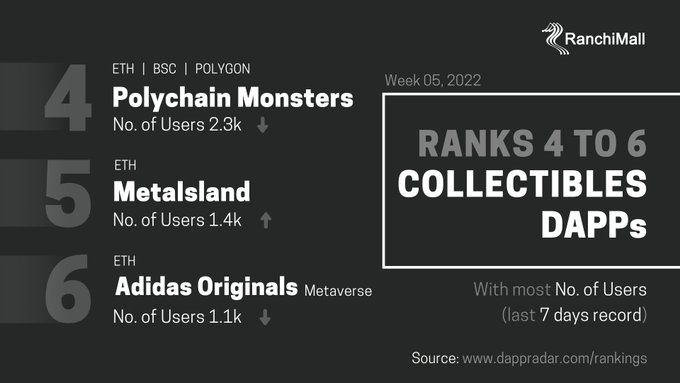 RanchiMall
Week 05, 2022
RANKS 4 TO 6
COLLECTIBLES
DAPPs
With most No. of Users
(last 7 days record)
4
ETH | BSC | POLYGON
Polychain Monsters
No. of Users 2.3k
5
ETH
MetaIsland
No. of Users 1.4k
6
ETH
Adidas Originals Metaverse
No. of Users 1.1k
Source: www.dappradar.com/rankings